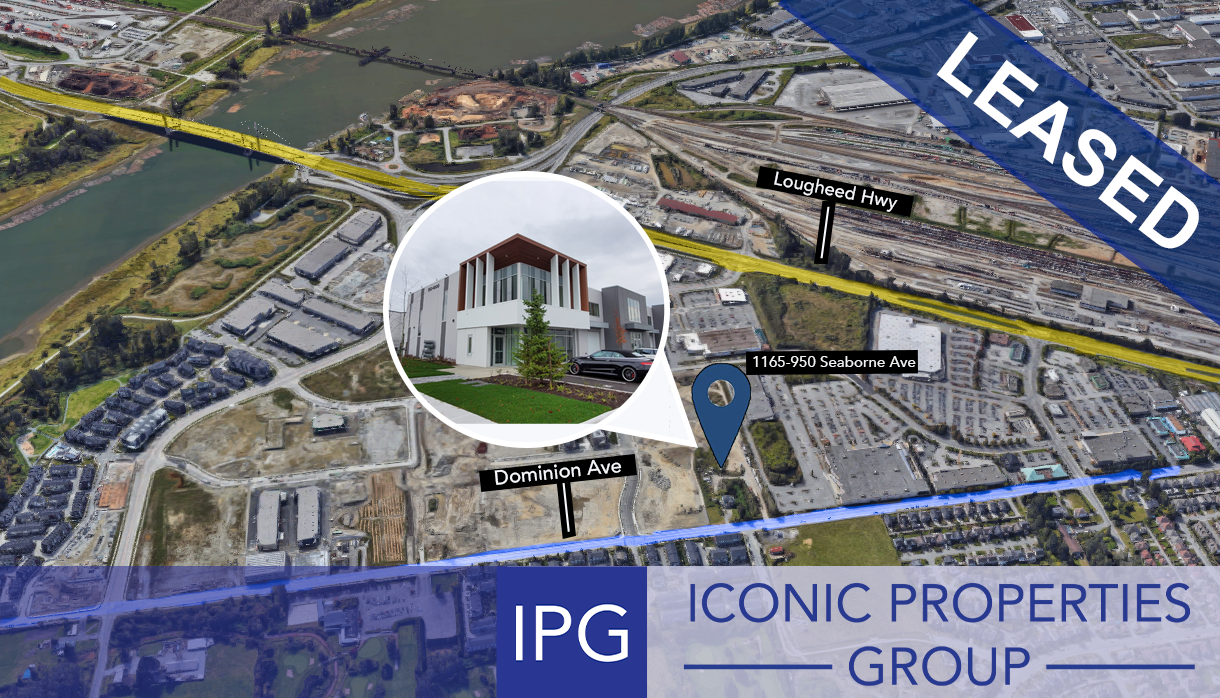 LEASED
Lougheed Hwy
1165-950 Seaborne Ave
Dominion Ave
IPG
ICONIC PROPERTIES
GROUP